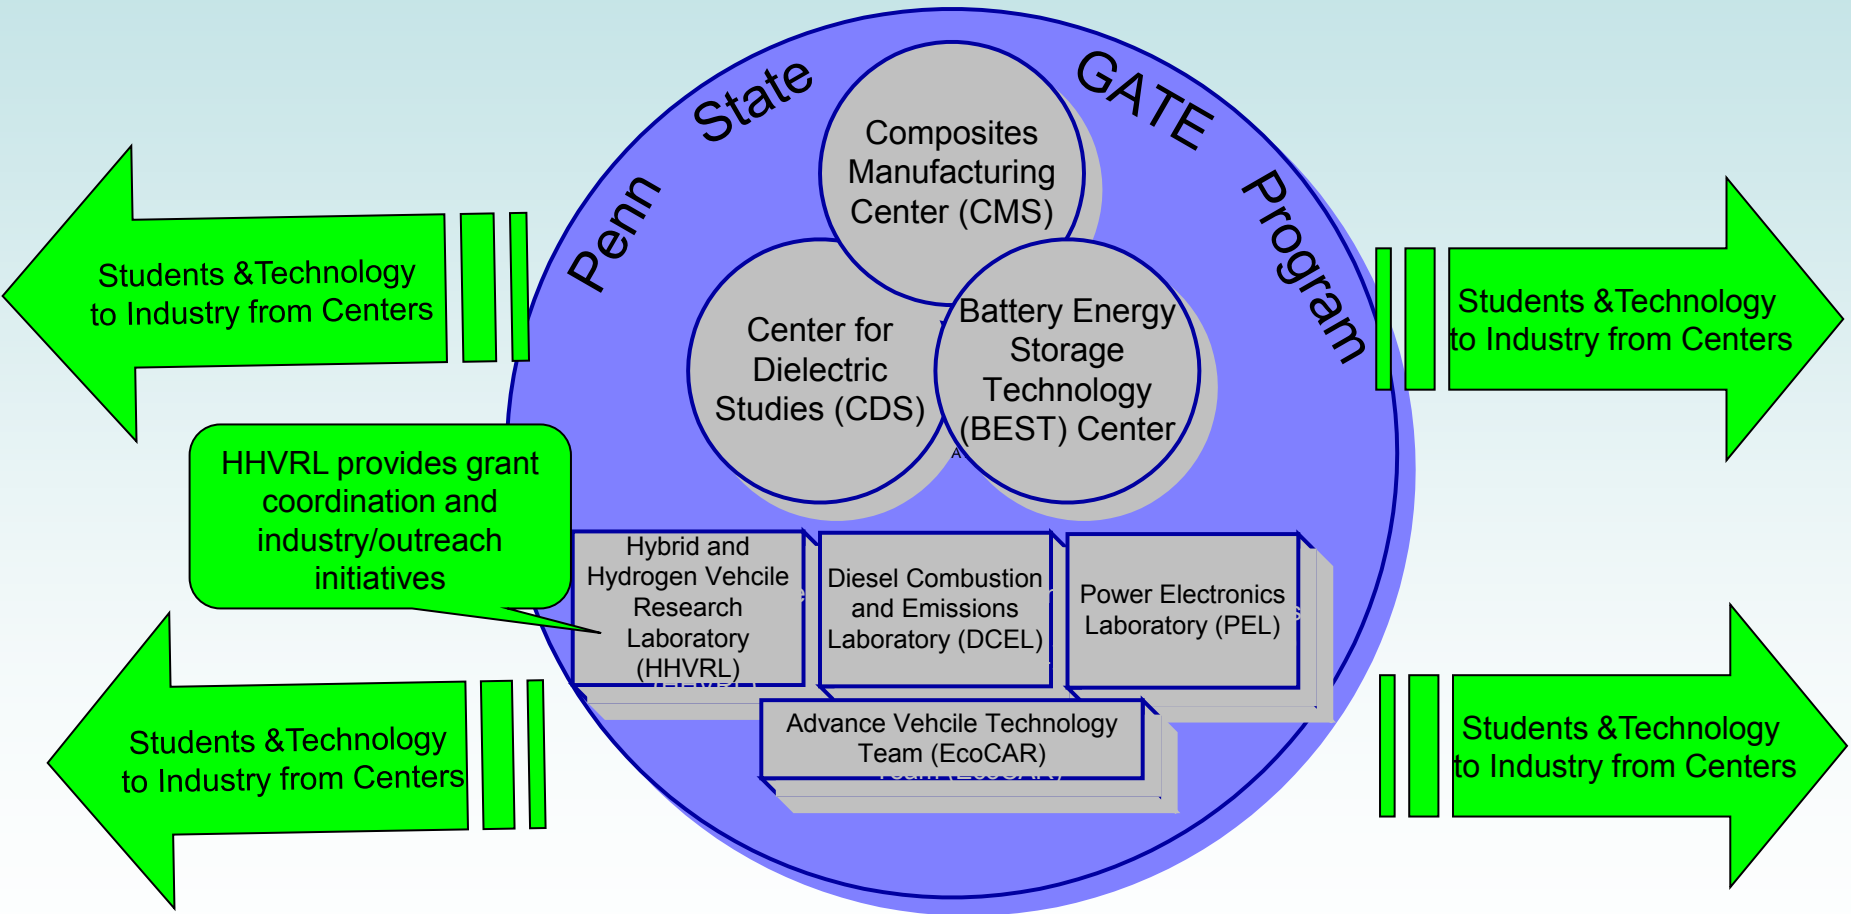 Penn State GATE Program
Composites
Manufacturing
Center (CMS)
Center for
Dielectric
Studies (CDS)
Battery Energy
Storage
Technology
(BEST) Center
A
Students &Technology
to Industry from Centers
Students &Technology
to Industry from Centers
HHVRL provides grant
coordination and
industry/outreach
initiatives
Hybrid and
Hydrogen Vehcile
Research
Laboratory
(HHVRL)
Diesel Combustion
and Emissions
Laboratory (DCEL)
Power Electronics
Laboratory (PEL)
Advance Vehcile Technology
Team (EcoCAR)
Students &Technology
to Industry from Centers
Students &Technology
to Industry from Centers